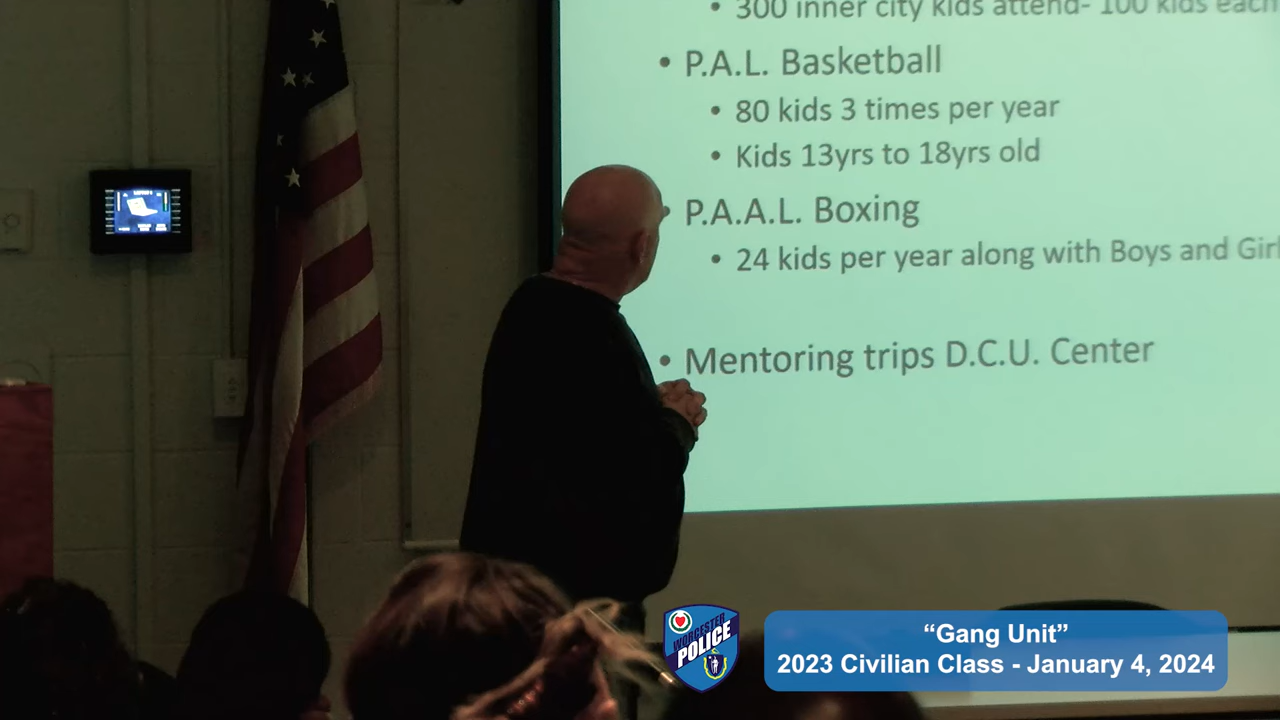 • 300 inner city kids attend- 100 kids each
• P.A.L. Basketball
• 80 kids 3 times per year
• Kids 13yrs to 18yrs old
P.A.A.L. Boxing
• 24 kids per year along with Boys and Girl
• Mentoring trips D.C.U. Center
WORCESTER
POLICE
“Gang Unit”
2023 Civilian Class - January 4, 2024